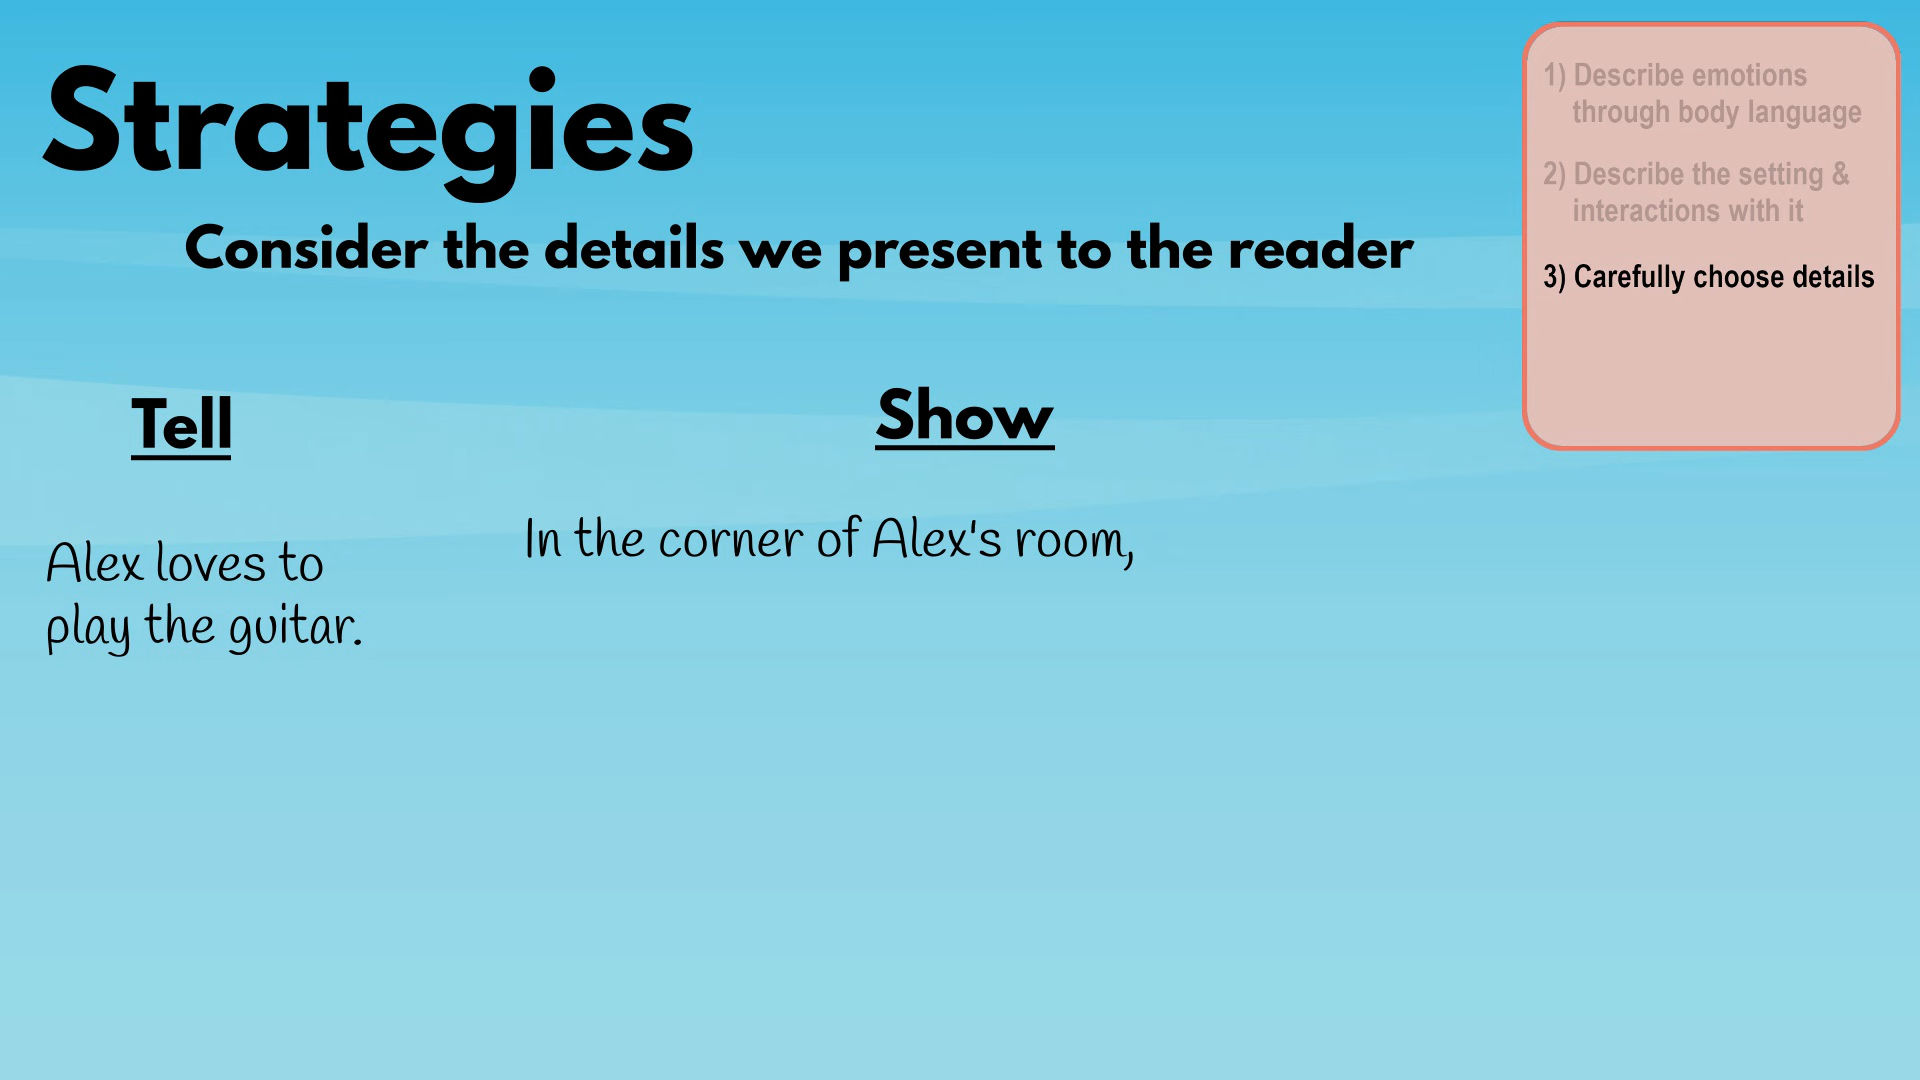 Strategies
Consider the details we present to the reader
1) Describe emotions
through body language
2) Describe the setting &
interactions with it
3) Carefully choose details
Tell
Alex loves to
play the guitar.
Show
In the corner of Alex's room,